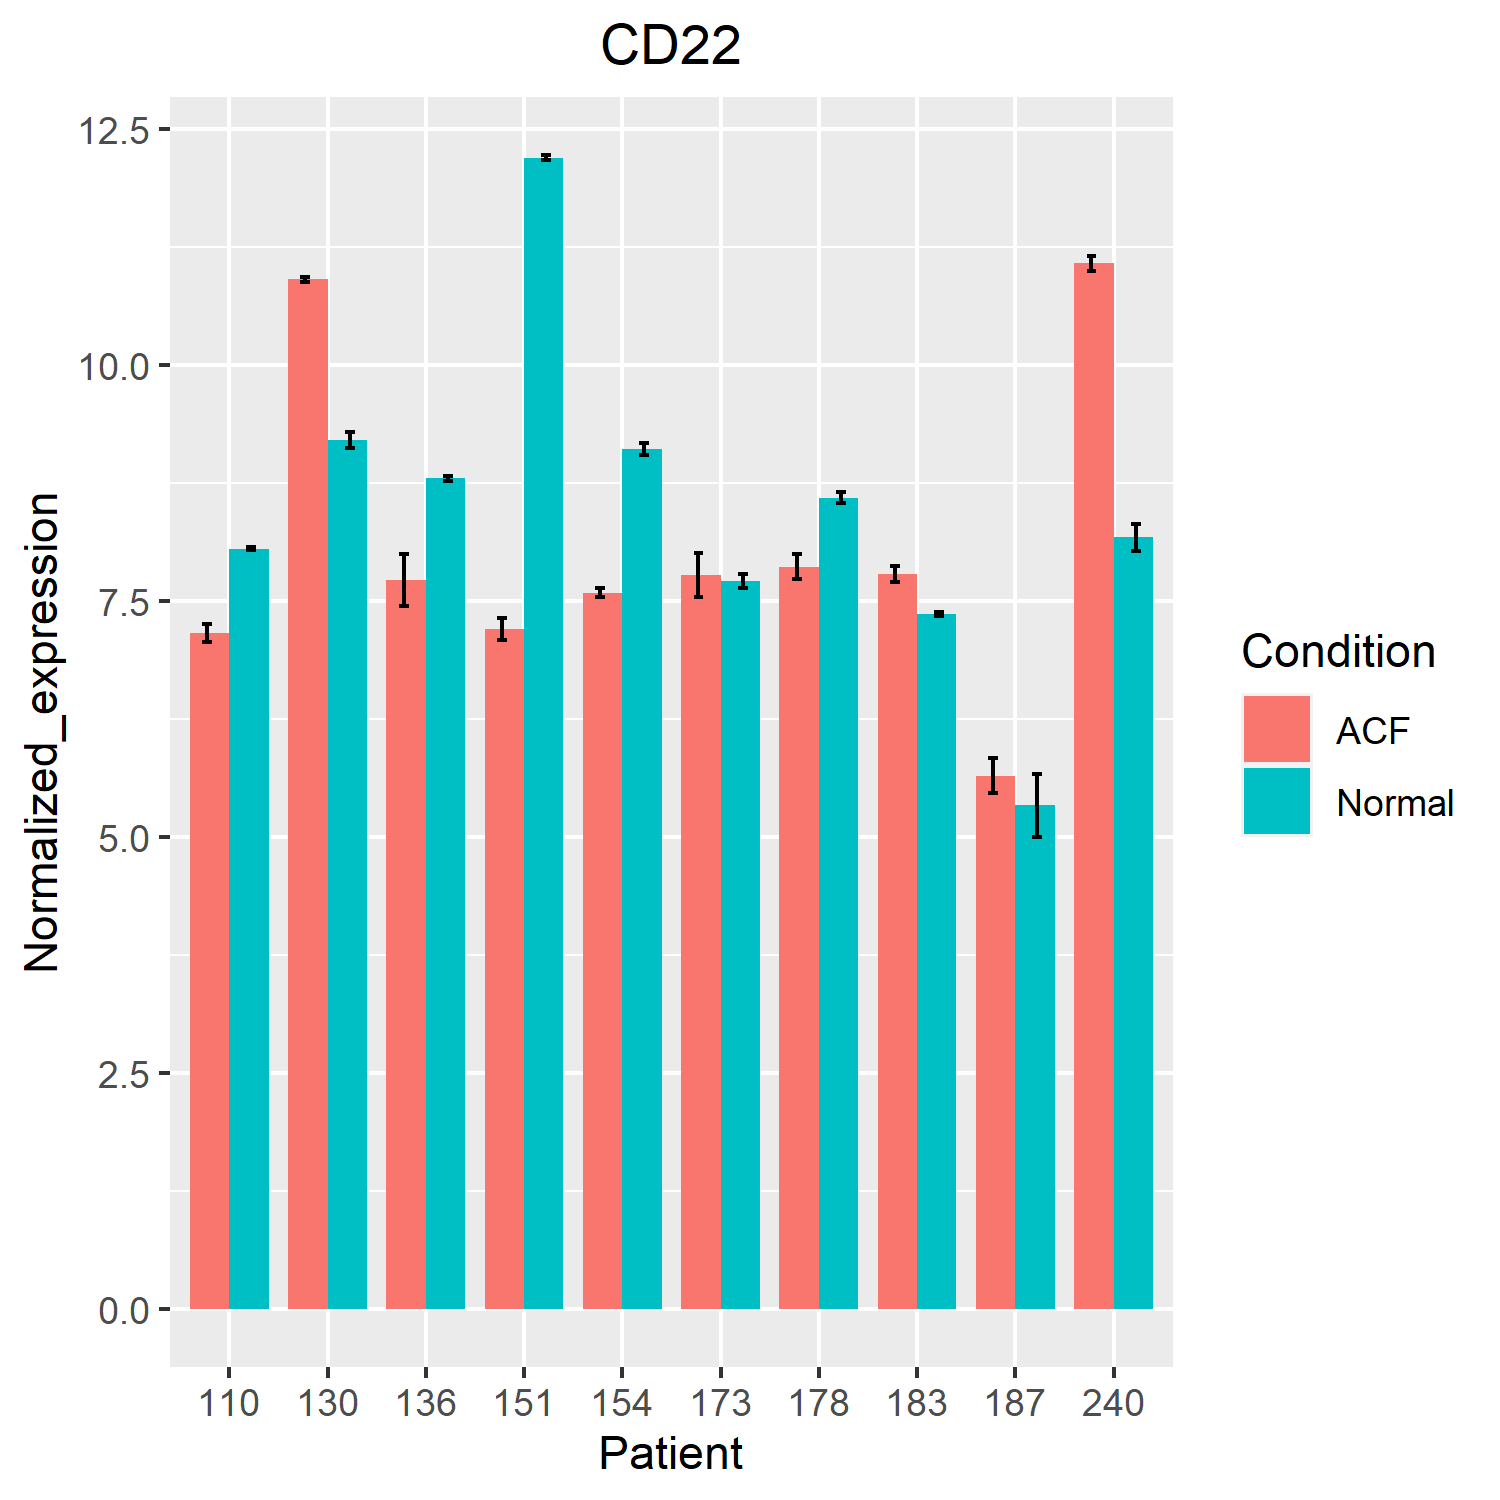 CD22
12.5
10.0
7.5
5.0
2.5
0.0
Normalized_expression
110 130 136 151 154 173 178 183 187 240
Patient
Condition
ACF
Normal